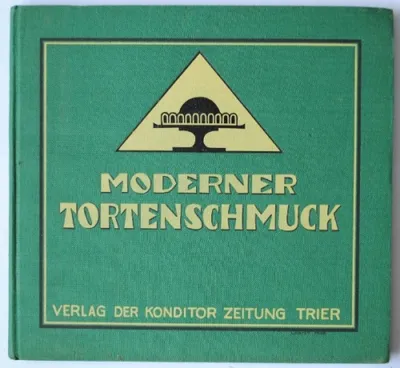 MODERNER
TORTENSCHMUCK
VERLAG DER KONDITOR ZEITUNG TRIER